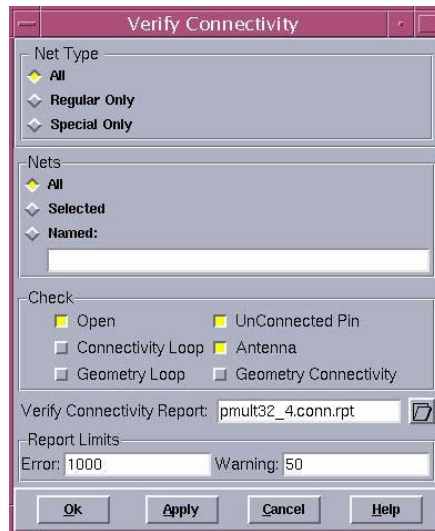 Verify Connectivity
Net Type
All
Regular Only
Special Only
Nets
All
Selected
Named:
Check
Open UnConnected Pin
Connectivity Loop Antenna
Geometry Loop Geometry Connectivity
Verify Connectivity Report: pmult32_4.conn.rpt
Report Limits
Error: 1000 Warning: 50
Ok Apply Cancel Help